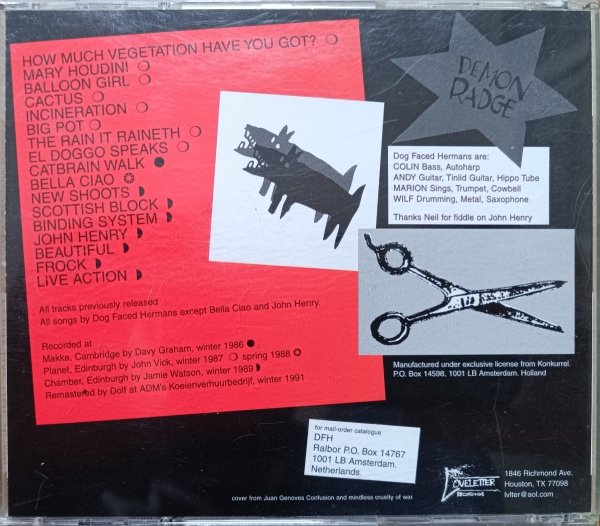 HOW MUCH VEGETATION HAVE YOU GOT? ❍
MARY HOUDINI ❍
BALLOON GIRL ❍
CACTUS ❍
INCINERATION ❍
BIG POT ❍
THE RAIN IT RAINETH ❍
EL DOGGO SPEAKS ❍
CATBRAIN WALK ●
BELLA CIAO ✪
NEW SHOOTS ◗
SCOTTISH BLOCK ◗
BINDING SYSTEM ◗
JOHN HENRY ◗
BEAUTIFUL ◗
FROCK ◗
LIVE ACTION ◗
All tracks previously released
All songs by Dog Faced Hermans except Bella Ciao and John Henry.
Recorded at
Makka, Cambridge by Davy Graham, winter 1986 ●
Planet, Edinburgh by John Vick, winter 1987 ❍ spring 1988 ✪
Chamber, Edinburgh by Jamie Watson, winter 1989 ◗
Remastered by Dolf at ADM's Koeienverhuurbedrijf, winter 1991
DEMON
RADGE
Dog Faced Hermans are:
COLIN Bass, Autoharp
ANDY Guitar, Tinlid Guitar, Hippo Tube
MARION Sings, Trumpet, Cowbell
WILF Drumming, Metal, Saxophone
Thanks Neil for fiddle on John Henry
Manufactured under exclusive license from Konkurrel.
P.O. Box 14598, 1001 LB Amsterdam. Holland
for mail-order catalogue
DFH
Ralbor P.O. Box 14767
1001 LB Amsterdam.
Netherlands.
LOVELETTER
RECORDINGS
1846 Richmond Ave.
Houston, TX 77098
lvlter@aol.com
cover from Juan Genoves Confusion and mindless cruelty of war